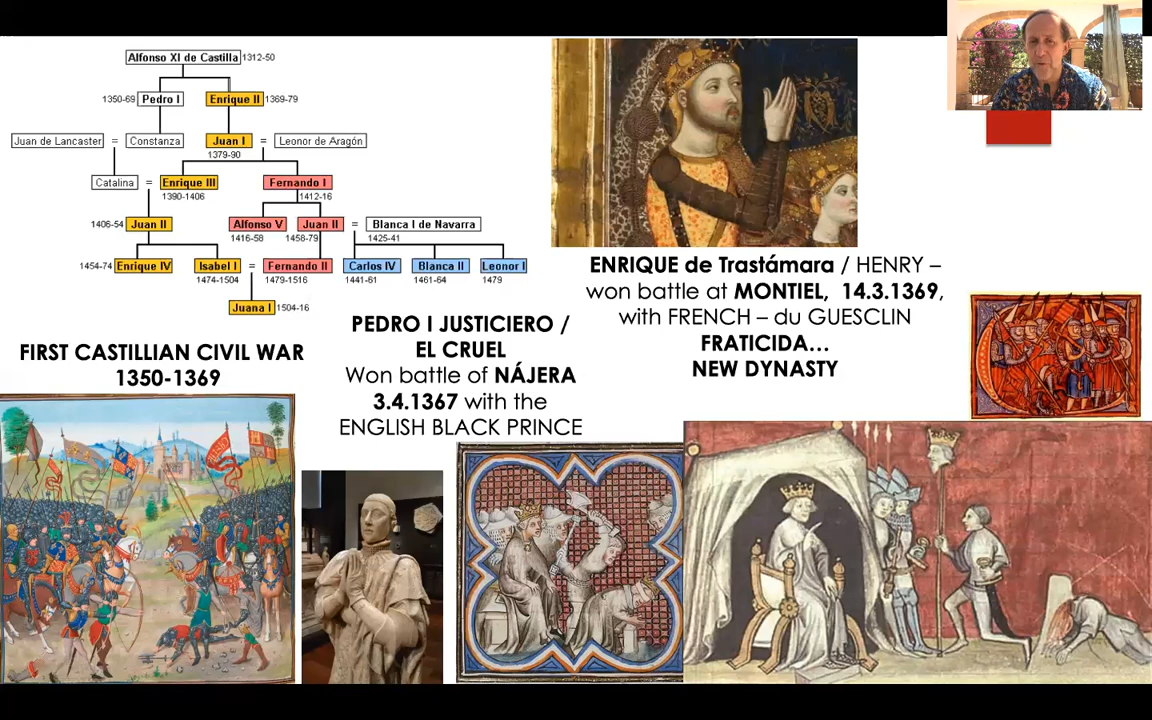 Alfonso XI de Castilla 1312-50
1350-69 Pedro I Enrique II 1369-79
Juan de Lancaster = Constanza Juan I = Leonor de Aragón
1379-90
Catalina = Enrique III Fernando I
1390-1406 1412-16
1406-54 Juan II Alfonso V Juan II = Blanca I de Navarra
1416-58 1458-79 1425-41
1454-74 Enrique IV Isabel I = Fernando II Carlos IV Blanca II Leonor I
1474-1504 1479-1516 1441-61 1461-64 1479
Juana I 1504-16
FIRST CASTILLIAN CIVIL WAR
1350-1369
PEDRO I JUSTICIERO /
EL CRUEL
Won battle of NÁJERA
3.4.1367 with the
ENGLISH BLACK PRINCE
ENRIQUE de Trastámara / HENRY –
won battle at MONTIEL, 14.3.1369,
with FRENCH – du GUESCLIN
FRATICIDA...
NEW DYNASTY